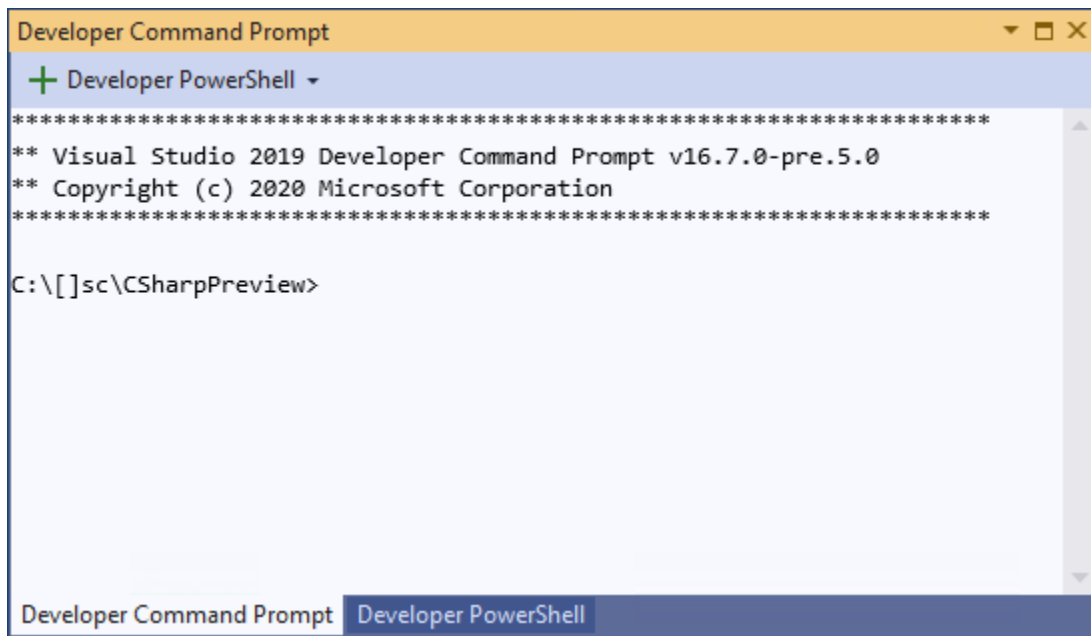 Developer Command Prompt
Developer PowerShell
**********************************************************************
** Visual Studio 2019 Developer Command Prompt v16.7.0-pre.5.0
** Copyright (c) 2020 Microsoft Corporation
**********************************************************************
C:\[]sc\CSharpPreview>
Developer Command Prompt Developer PowerShell